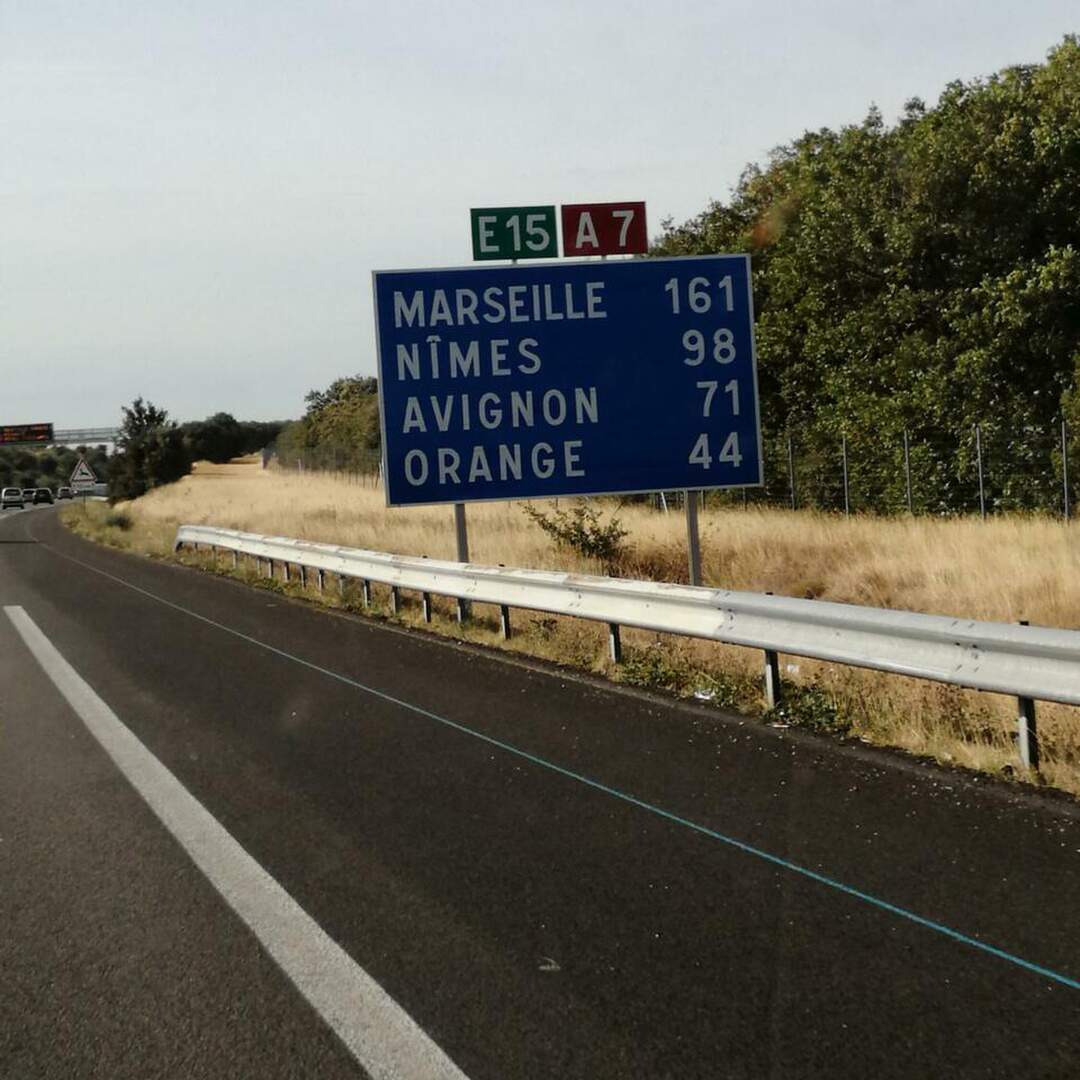 E15 A7
MARSEILLE 161
NÎMES 98
AVIGNON 71
ORANGE 44